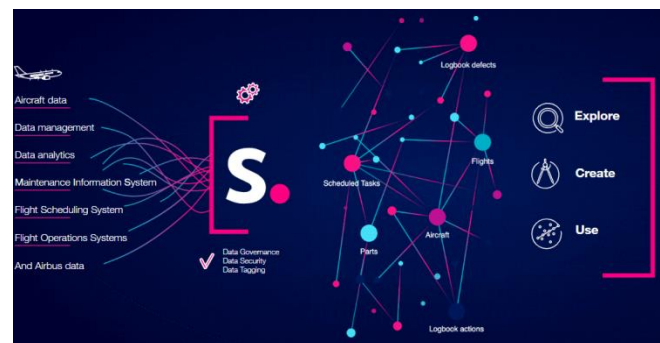 Aircraft data
Data management
Data analytics
Maintenance Information System
Flight Scheduling System
Flight Operations Systems
And Airbus data
S.
Data Governance
Data Security
Data Tagging
Logbook defects
Flights
Scheduled Tasks
Aircraft
Parts
Logbook actions
Explore
Create
Use